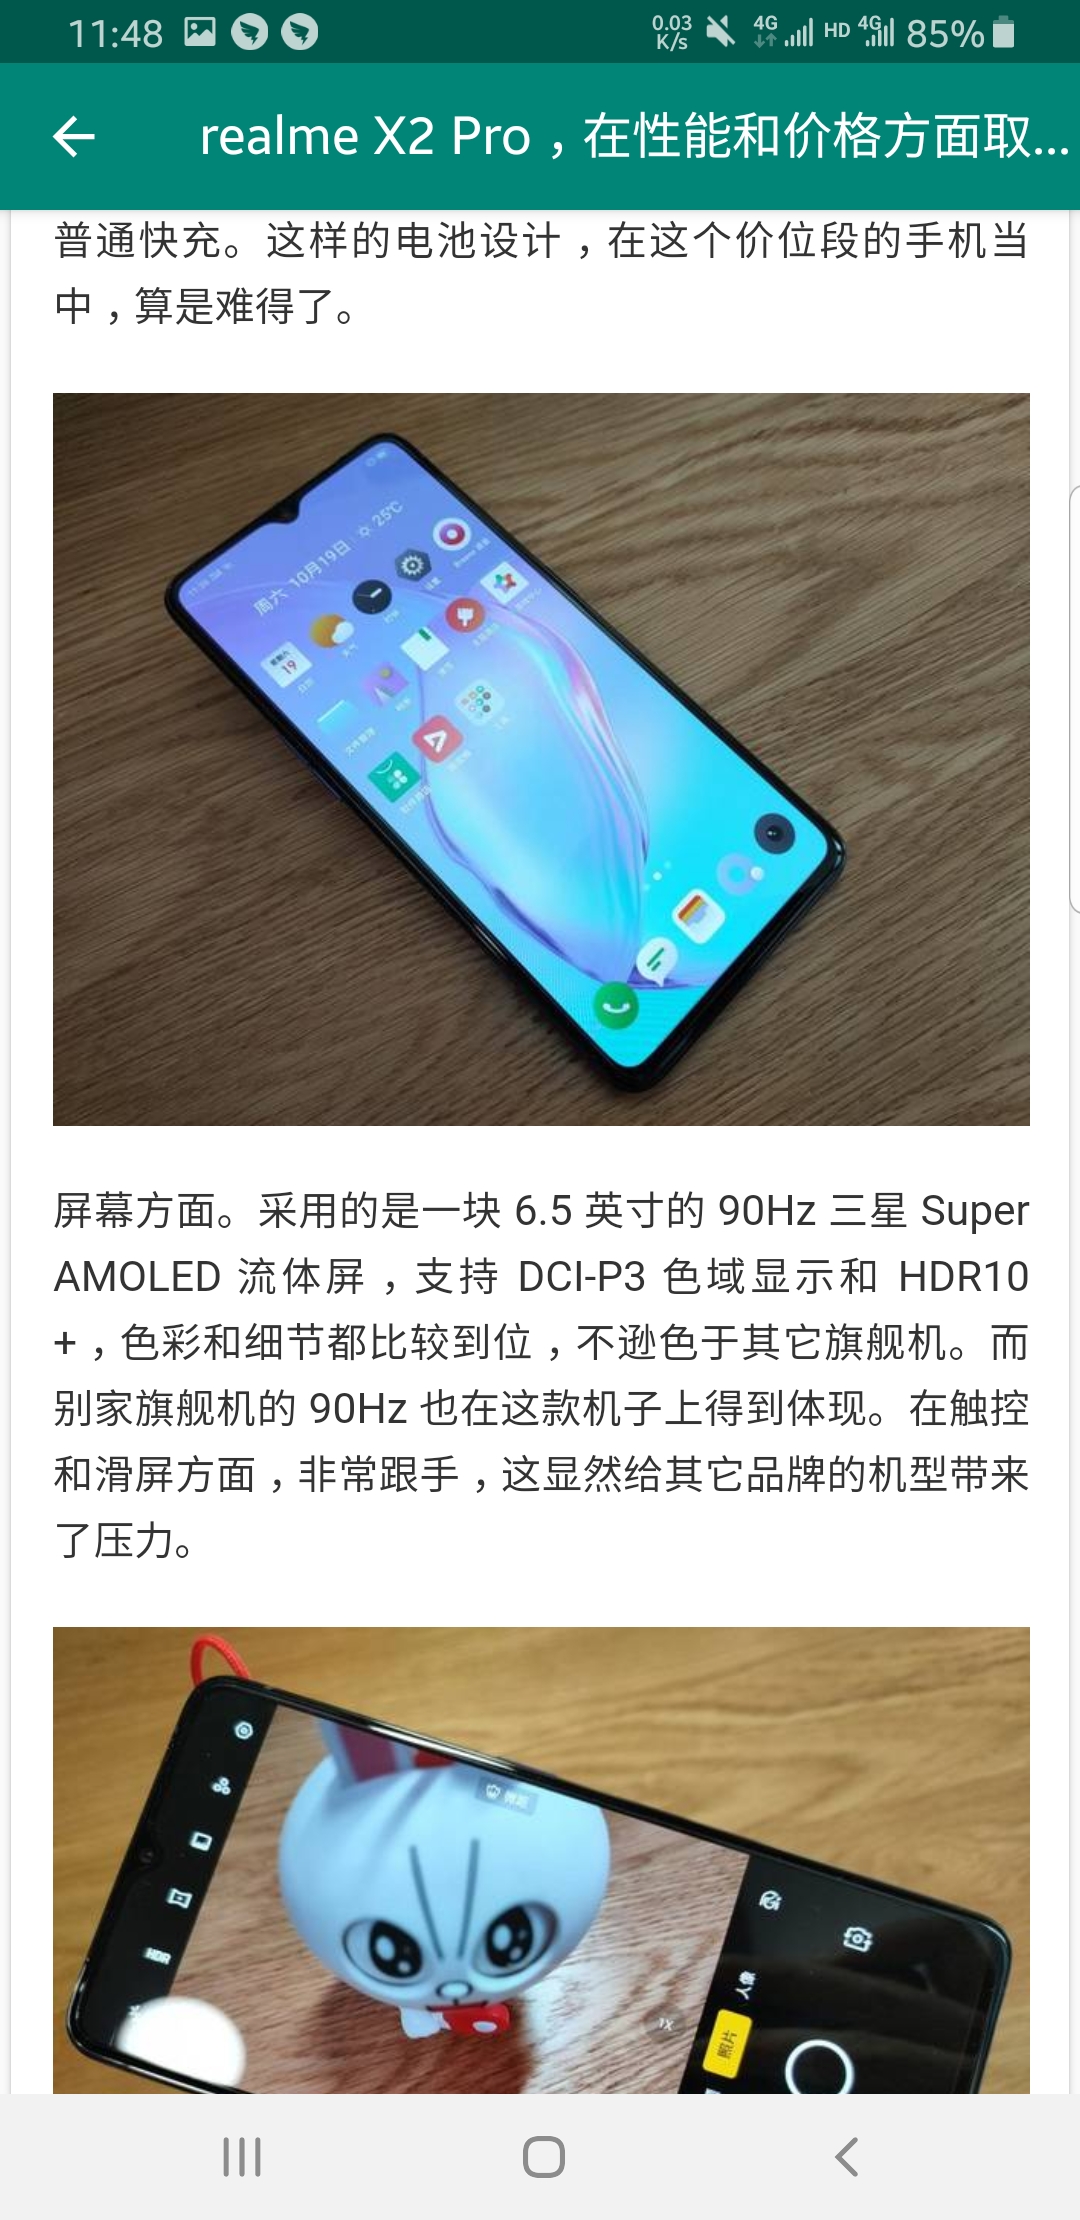 11:48
0.03
K/s
4G
HD
4G
85%
realme X2 Pro，在性能和价格方面取...
普通快充。这样的电池设计，在这个价位段的手机当
中，算是难得了。
周六 10月19日 25℃
19
屏幕方面。采用的是一块 6.5 英寸的 90Hz 三星 Super
AMOLED 流体屏，支持 DCI-P3 色域显示和 HDR10
+，色彩和细节都比较到位，不逊色于其它旗舰机。而
别家旗舰机的 90Hz 也在这款机子上得到体现。在触控
和滑屏方面，非常跟手，这显然给其它品牌的机型带来
了压力。
HDR
1X
人像
照片